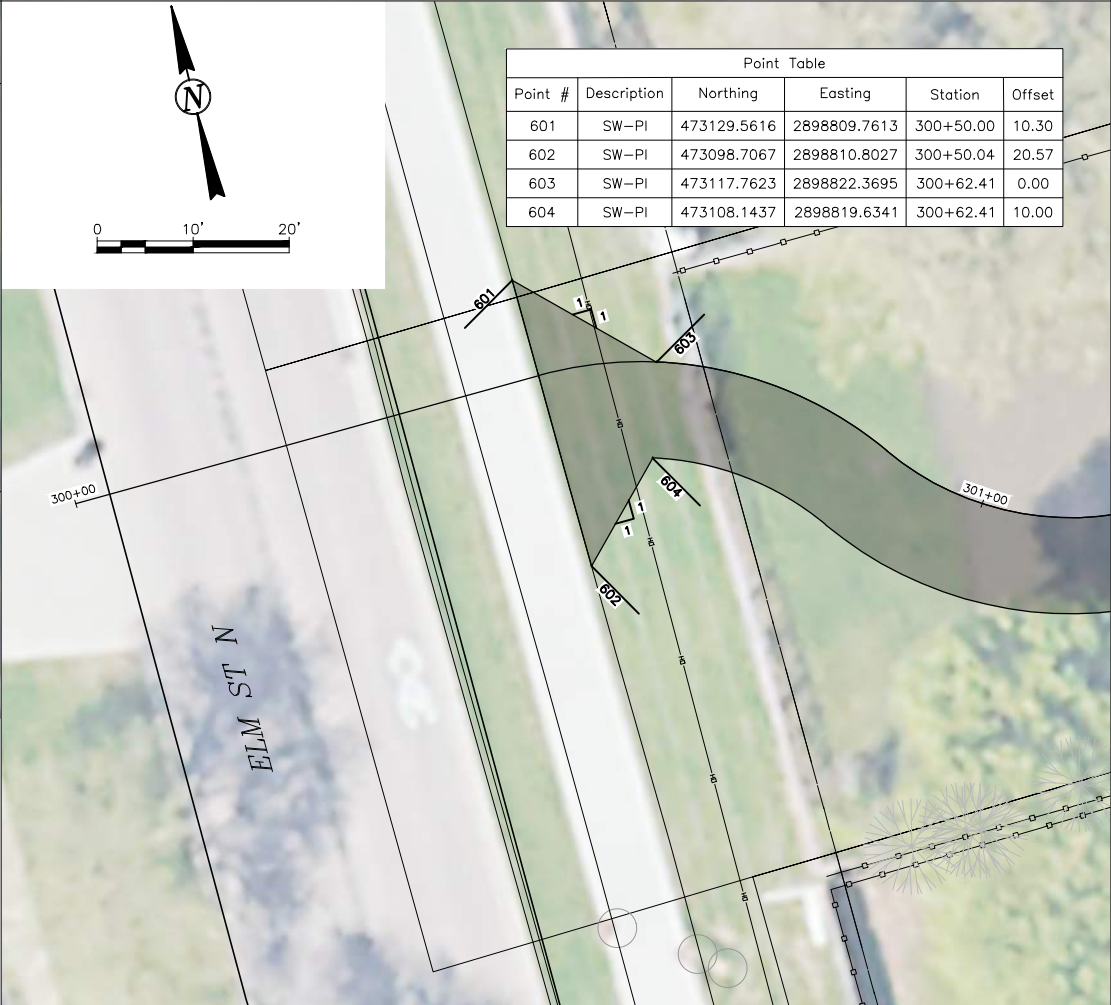 N
0 10' 20'
Point Table
Point # Description Northing Easting Station Offset
601 SW-PI 473129.5616 2898809.7613 300+50.00 10.30
602 SW-PI 473098.7067 2898810.8027 300+50.04 20.57
603 SW-PI 473117.7623 2898822.3695 300+62.41 0.00
604 SW-PI 473108.1437 2898819.6341 300+62.41 10.00
601
1
1
603
300+00
604
301+00
1
1
602
ELM ST N